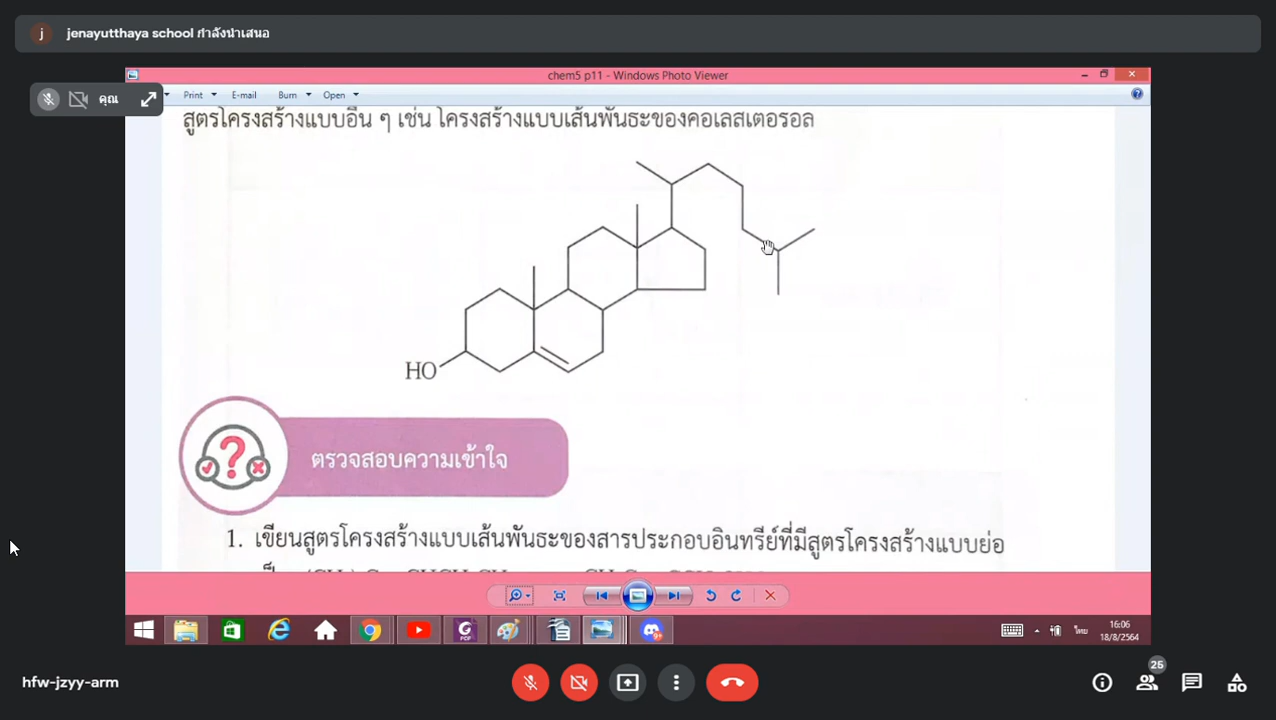 j jenayutthaya school กำลังนำเสนอ
chem5 p11 - Windows Photo Viewer
คุณ
Print E-mail Burn Open
สูตรโครงสร้างแบบอื่น ๆ เช่น โครงสร้างแบบเส้นพันธะของคอเลสเตอรอล
HO
ตรวจสอบความเข้าใจ
1. เขียนสูตรโครงสร้างแบบเส้นพันธะของสารประกอบอินทรีย์ที่มีสูตรโครงสร้างแบบย่อ
PDF
ไทย
16:06
18/8/2564
hfw-jzyy-arm
25